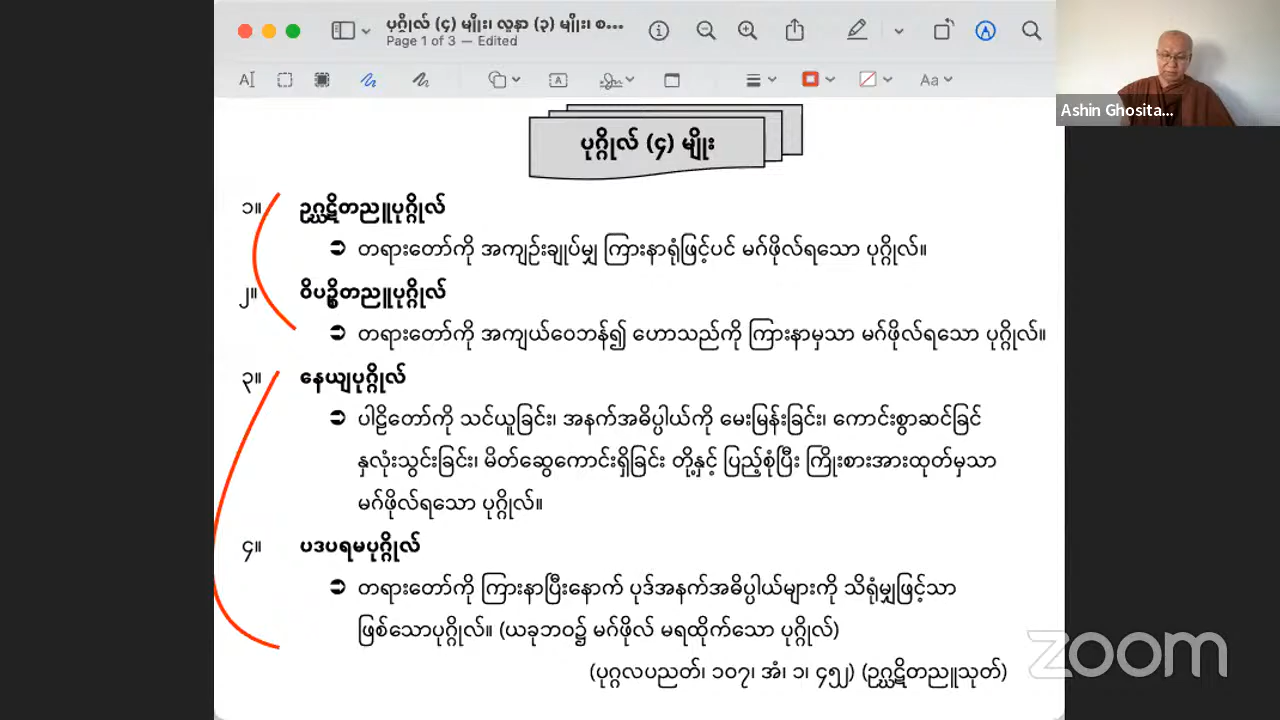 ပုဂ္ဂိုလ် (၄) မျိုး၊ လူနာ (၃) မျိုး၊ စ...
Page 1 of 3 — Edited
Aa
Ashin Ghosita...
ပုဂ္ဂိုလ် (၄) မျိုး
၁။ ဥဂ္ဃဋိတညူပုဂ္ဂိုလ်
➲ တရားတော်ကို အကျဉ်းချုပ်မျှ ကြားနာရုံဖြင့်ပင် မဂ်ဖိုလ်ရသော ပုဂ္ဂိုလ်။
၂။ ဝိပဉ္စိတညူပုဂ္ဂိုလ်
➲ တရားတော်ကို အကျယ်ဝေဘန်၍ ဟောသည်ကို ကြားနာမှသာ မဂ်ဖိုလ်ရသော ပုဂ္ဂိုလ်။
၃။ နေယျပုဂ္ဂိုလ်
➲ ပါဠိတော်ကို သင်ယူခြင်း၊ အနက်အဓိပ္ပါယ်ကို မေးမြန်းခြင်း၊ ကောင်းစွာဆင်ခြင်
နှလုံးသွင်းခြင်း၊ မိတ်ဆွေကောင်းရှိခြင်း တို့နှင့် ပြည့်စုံပြီး ကြိုးစားအားထုတ်မှသာ
မဂ်ဖိုလ်ရသော ပုဂ္ဂိုလ်။
၄။ ပဒပရမပုဂ္ဂိုလ်
➲ တရားတော်ကို ကြားနာပြီးနောက် ပုဒ်အနက်အဓိပ္ပါယ်များကို သိရုံမျှဖြင့်သာ
ဖြစ်သောပုဂ္ဂိုလ်။ (ယခုဘဝ၌ မဂ်ဖိုလ် မရထိုက်သော ပုဂ္ဂိုလ်)
(ပုဂ္ဂလပညတ်၊ ၁၀၇၊ အံ၊ ၁၊ ၄၅၂) (ဥဂ္ဃဋိတညူသုတ်)
zoom